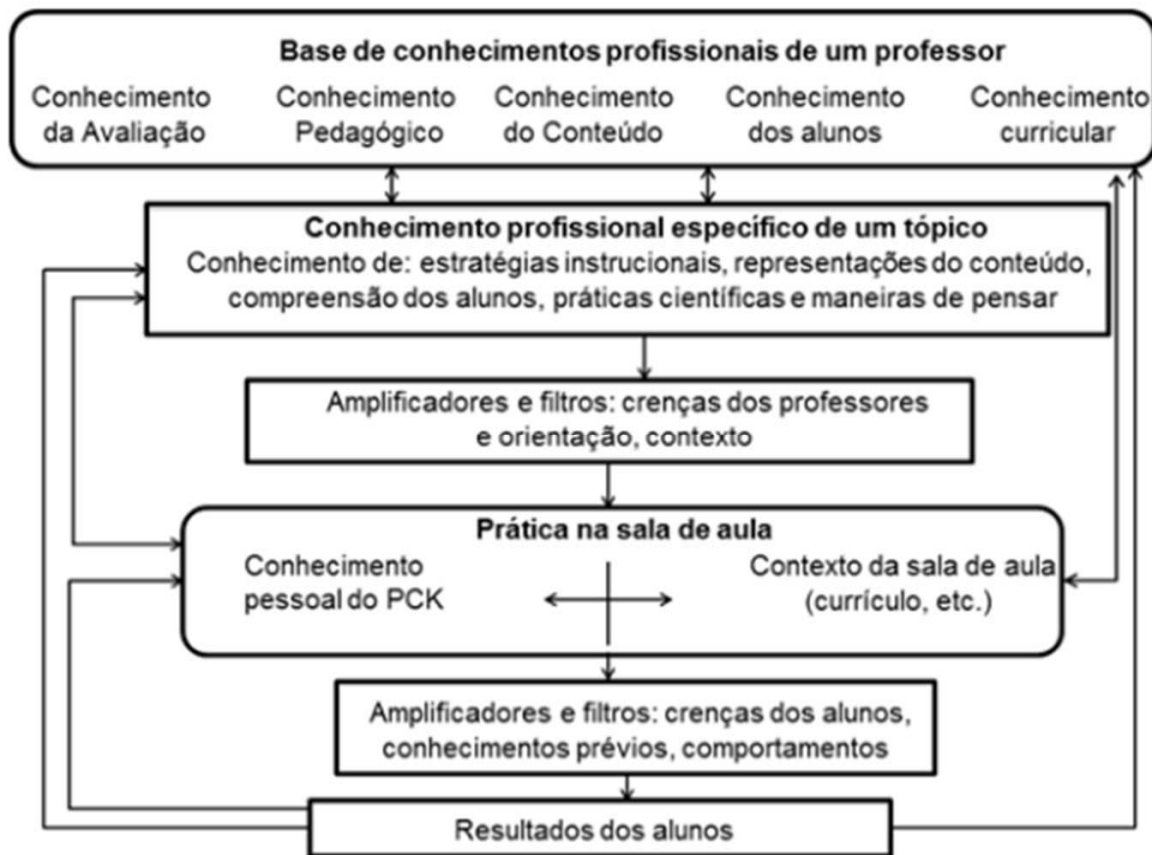 Base de conhecimentos profissionais de um professor
Conhecimento da Avaliação
Conhecimento Pedagógico
Conhecimento do Conteúdo
Conhecimento dos alunos
Conhecimento curricular
Conhecimento profissional específico de um tópico
Conhecimento de: estratégias instrucionais, representações do conteúdo,
compreensão dos alunos, práticas científicas e maneiras de pensar
Amplificadores e filtros: crenças dos professores
e orientação, contexto
Prática na sala de aula
Conhecimento
pessoal do PCK
Contexto da sala de aula
(currículo, etc.)
Amplificadores e filtros: crenças dos alunos,
conhecimentos prévios, comportamentos
Resultados dos alunos